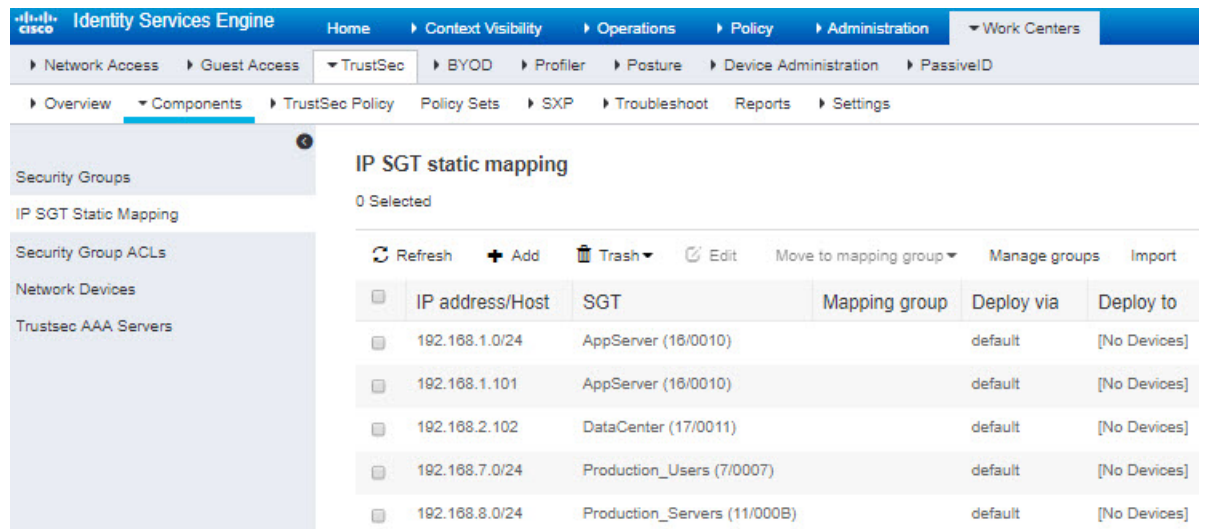 cisco Identity Services Engine Home Context Visibility Operations Policy Administration Work Centers
Network Access Guest Access TrustSec BYOD Profiler Posture Device Administration PassiveID
Overview Components TrustSec Policy Policy Sets SXP Troubleshoot Reports Settings
Security Groups
IP SGT Static Mapping
Security Group ACLs
Network Devices
Trustsec AAA Servers
IP SGT static mapping
0 Selected
Refresh Add Trash Edit Move to mapping group Manage groups Import
IP address/Host SGT Mapping group Deploy via Deploy to
192.168.1.0/24 AppServer (16/0010) default [No Devices]
192.168.1.101 AppServer (16/0010) default [No Devices]
192.168.2.102 DataCenter (17/0011) default [No Devices]
192.168.7.0/24 Production_Users (7/0007) default [No Devices]
192.168.8.0/24 Production_Servers (11/000B) default [No Devices]